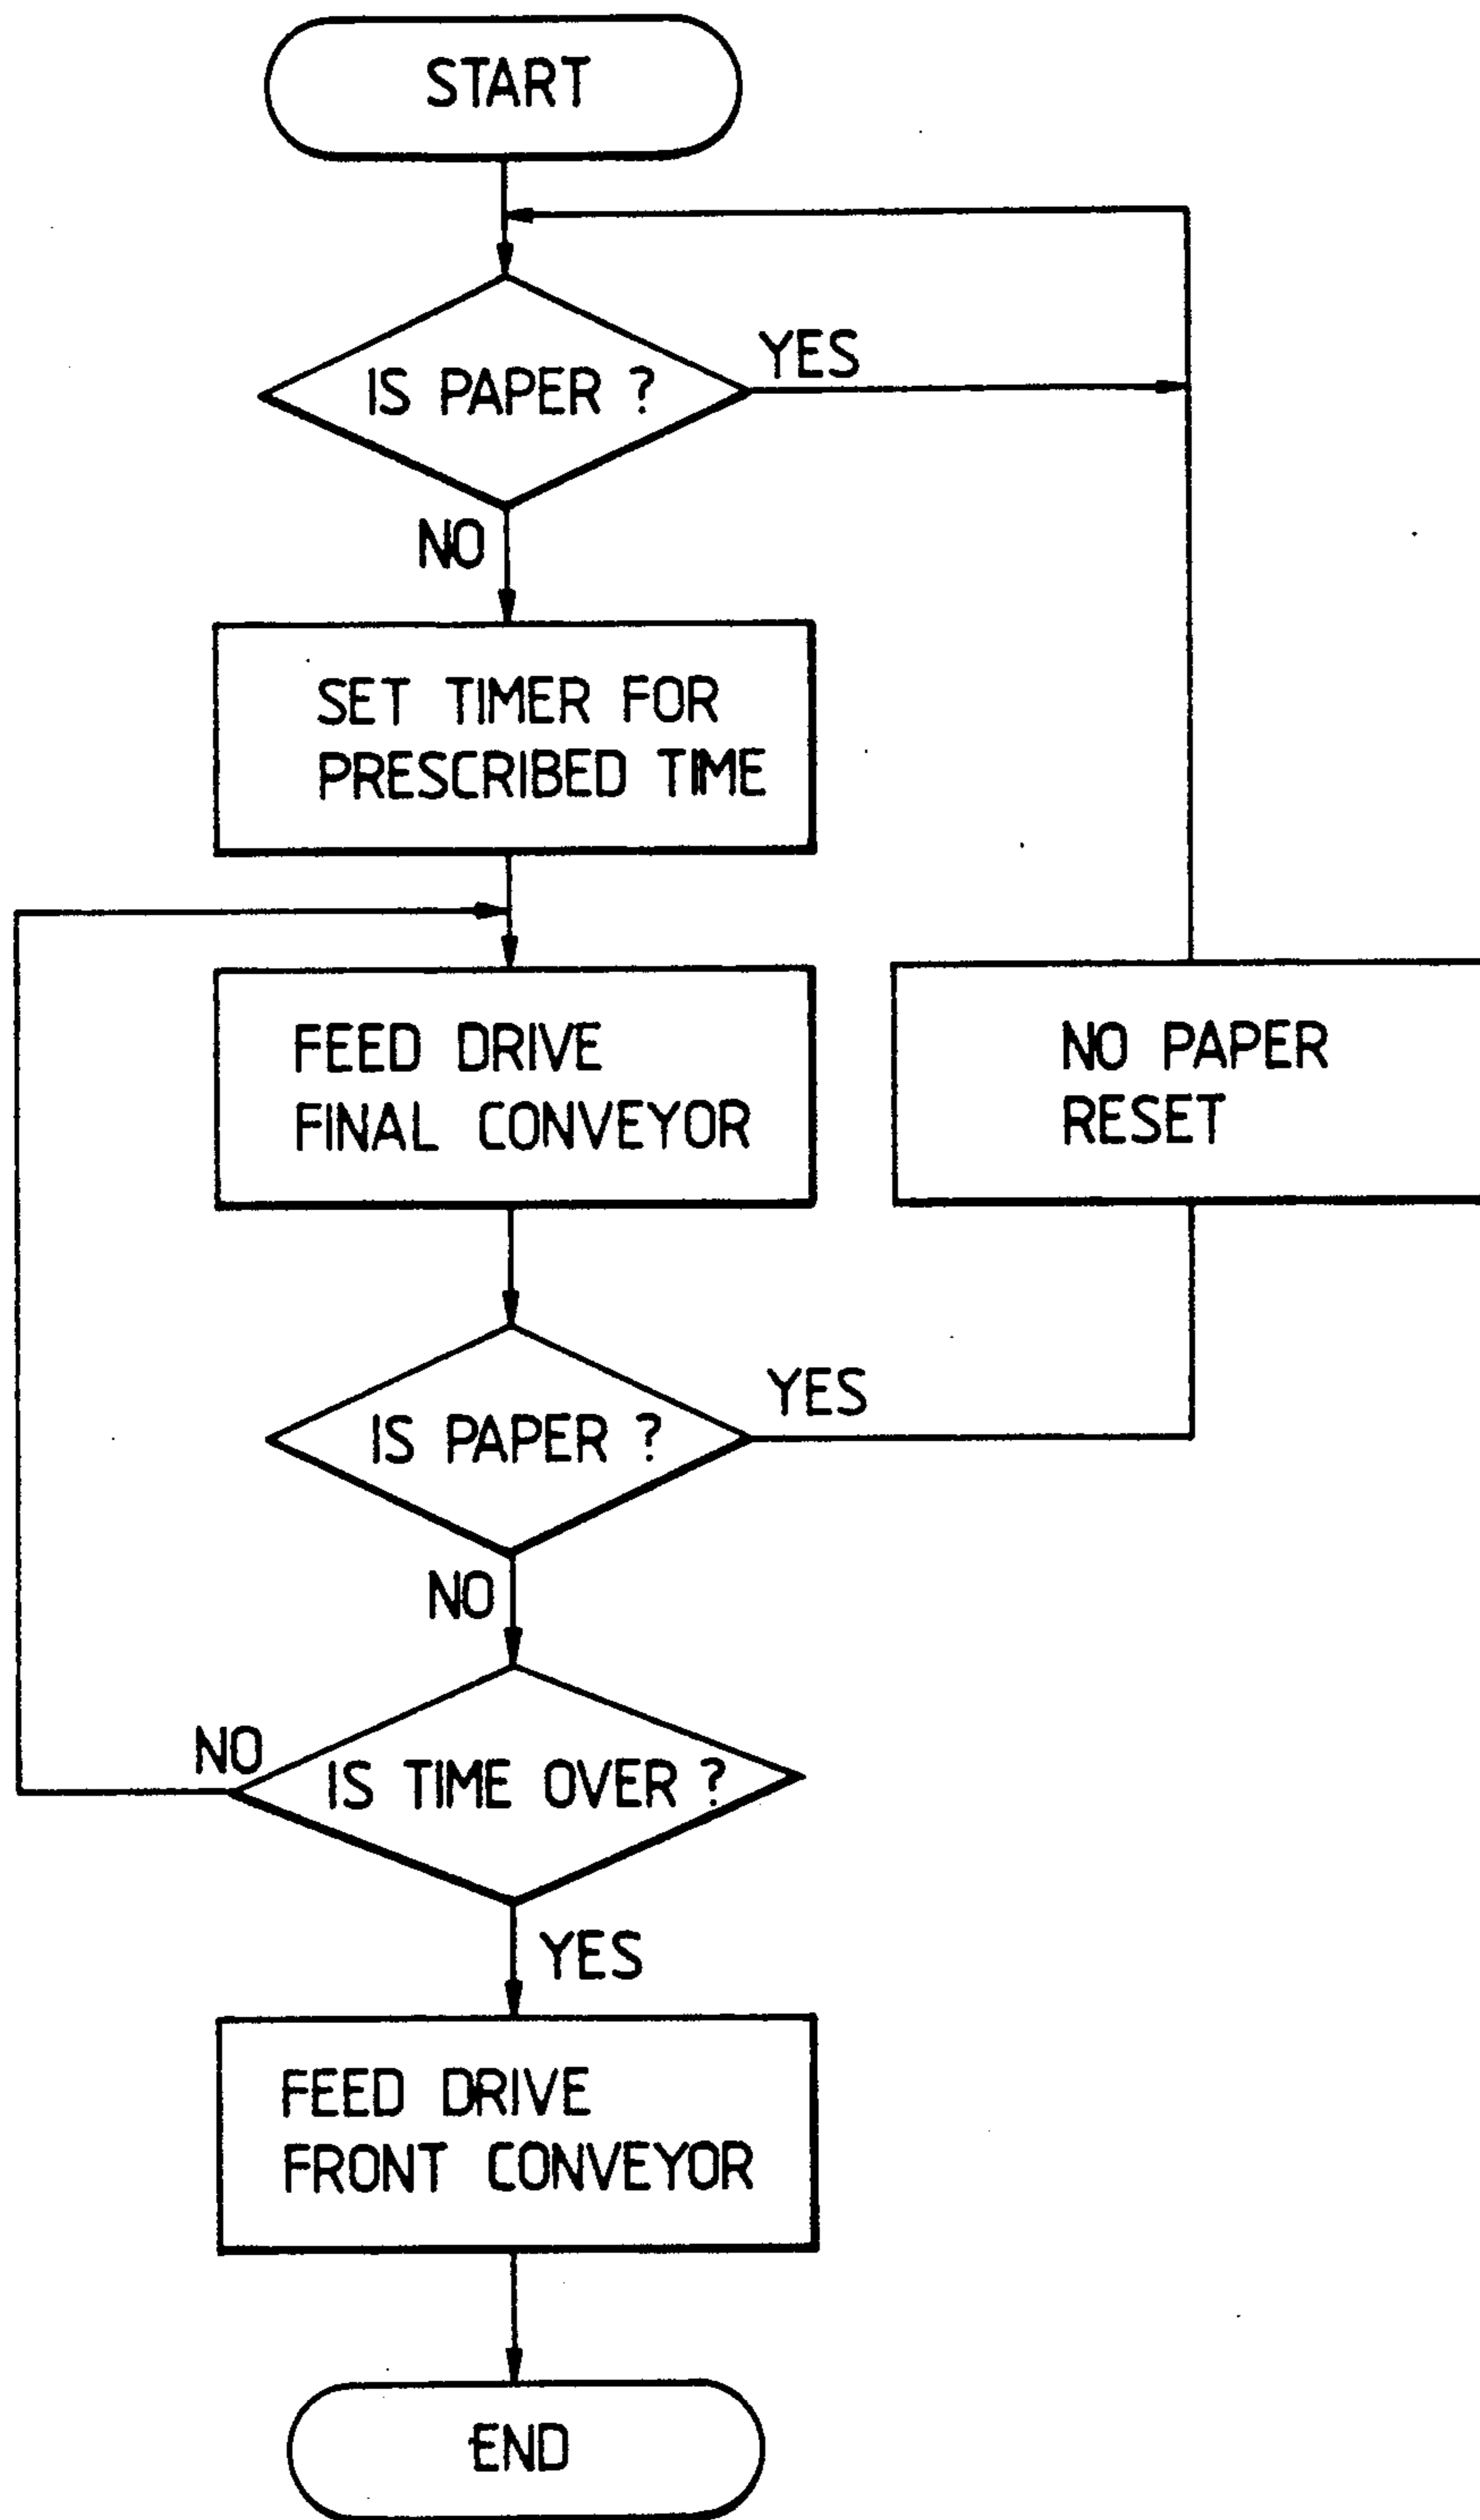 START
IS PAPER ?
YES
NO
SET TIMER FOR
PRESCRIBED TIME
FEED DRIVE
FINAL CONVEYOR
NO PAPER
RESET
IS PAPER ?
YES
NO
IS TIME OVER ?
NO
YES
FEED DRIVE
FRONT CONVEYOR
END